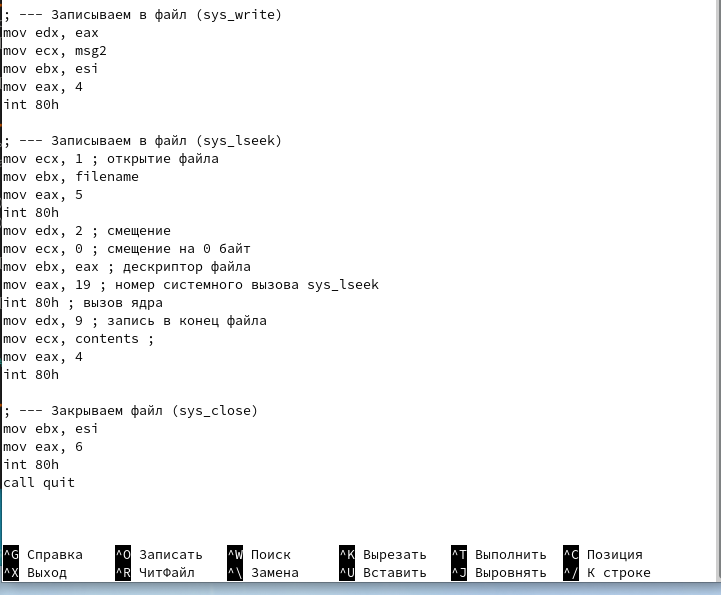 ; --- Записываем в файл (sys_write)
mov edx, eax
mov ecx, msg2
mov ebx, esi
mov eax, 4
int 80h
; --- Записываем в файл (sys_lseek)
mov ecx, 1 ; открытие файла
mov ebx, filename
mov eax, 5
int 80h
mov edx, 2 ; смещение
mov ecx, 0 ; смещение на 0 байт
mov ebx, eax ; дескриптор файла
mov eax, 19 ; номер системного вызова sys_lseek
int 80h ; вызов ядра
mov edx, 9 ; запись в конец файла
mov ecx, contents ;
mov eax, 4
int 80h
; --- Закрываем файл (sys_close)
mov ebx, esi
mov eax, 6
int 80h
call quit
^G Справка ^O Записать ^W Поиск ^K Вырезать ^T Выполнить ^C Позиция
^X Выход ^R ЧитФайл ^\ Замена ^U Вставить ^J Выровнять ^/ К строке